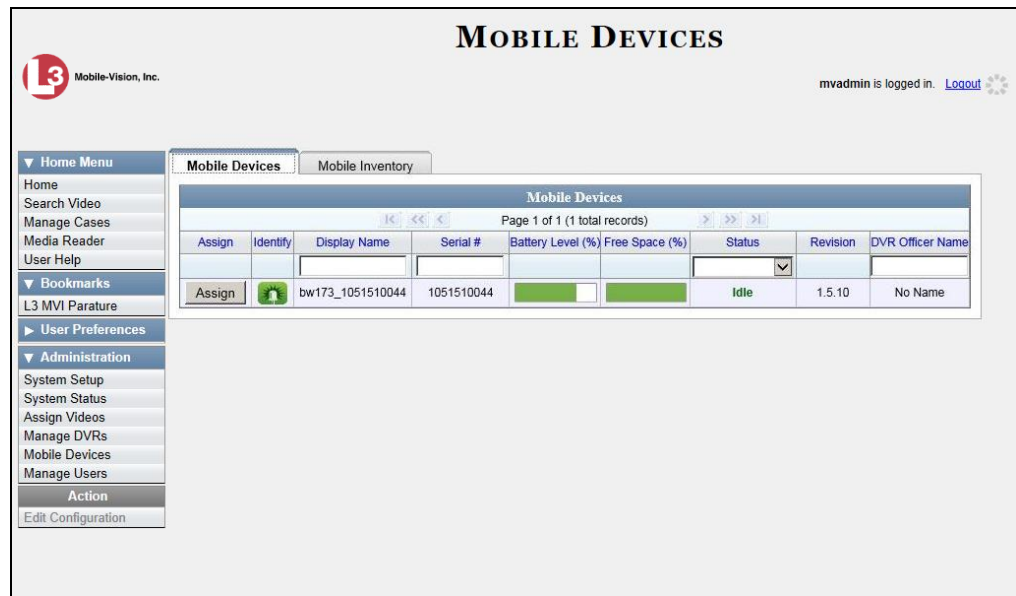 MOBILE DEVICES
L3 Mobile-Vision, Inc.
mvadmin is logged in. Logout
▼ Home Menu
Home
Search Video
Manage Cases
Media Reader
User Help
▼ Bookmarks
L3 MVI Parature
► User Preferences
▼ Administration
System Setup
System Status
Assign Videos
Manage DVRs
Mobile Devices
Manage Users
Action
Edit Configuration
Mobile Devices Mobile Inventory
Mobile Devices
Page 1 of 1 (1 total records)
Assign Identify Display Name Serial # Battery Level (%) Free Space (%) Status Revision DVR Officer Name
Assign bw173_1051510044 1051510044 Idle 1.5.10 No Name